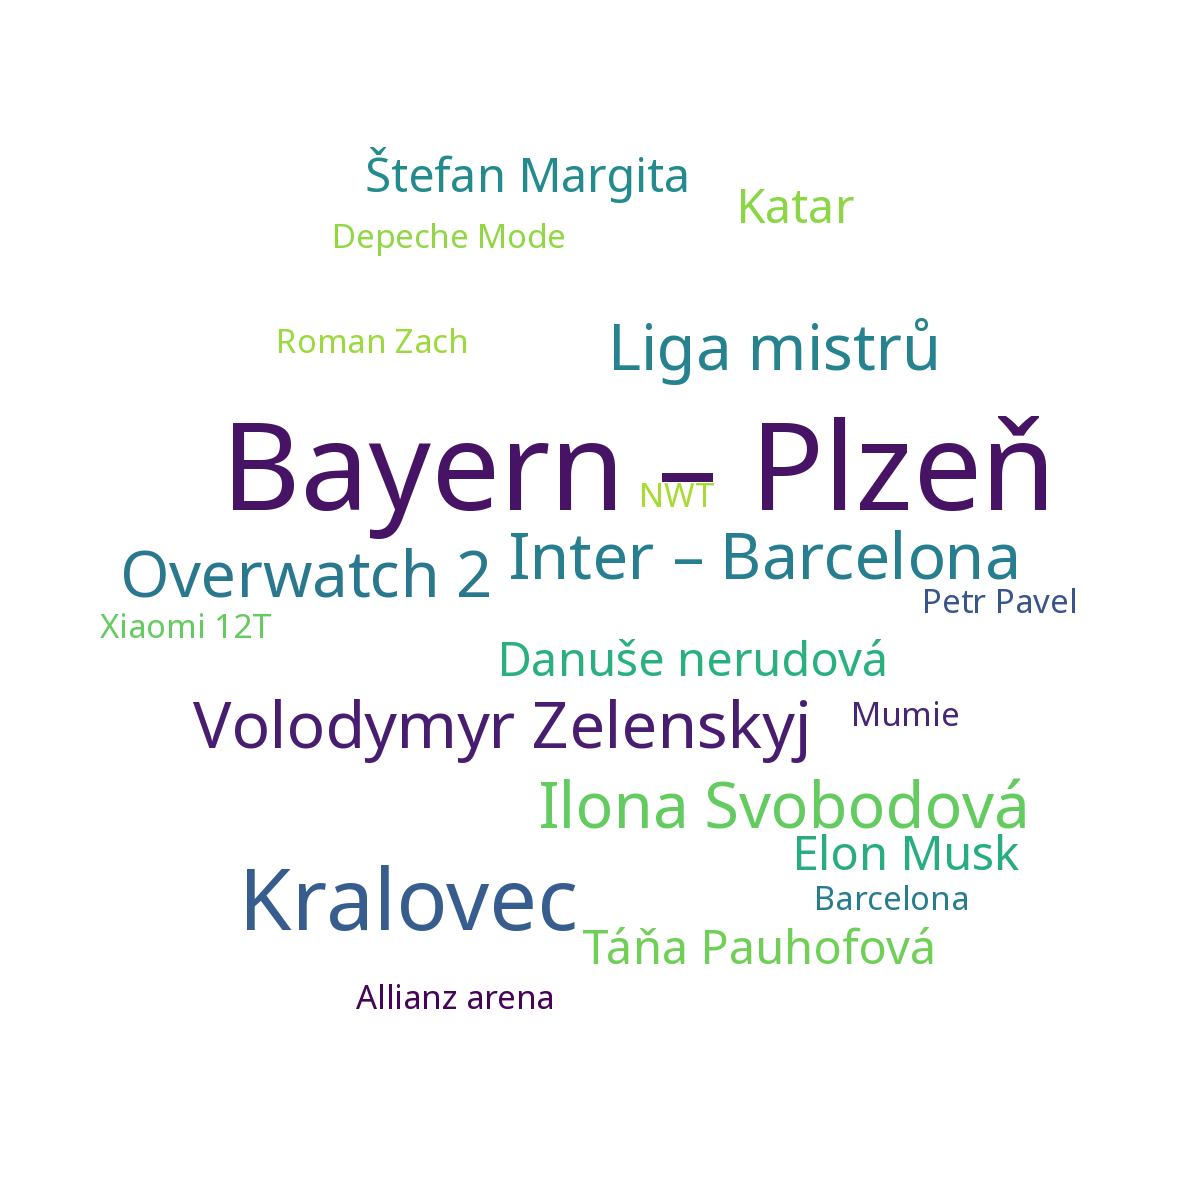 Štefan Margita
Katar
Depeche Mode
Roman Zach
Liga mistrů
Bayern – Plzeň
NWT
Inter – Barcelona
Overwatch 2
Petr Pavel
Xiaomi 12T
Danuše nerudová
Volodymyr Zelenskyj
Mumie
Ilona Svobodová
Elon Musk
Kralovec
Barcelona
Táňa Pauhofová
Allianz arena